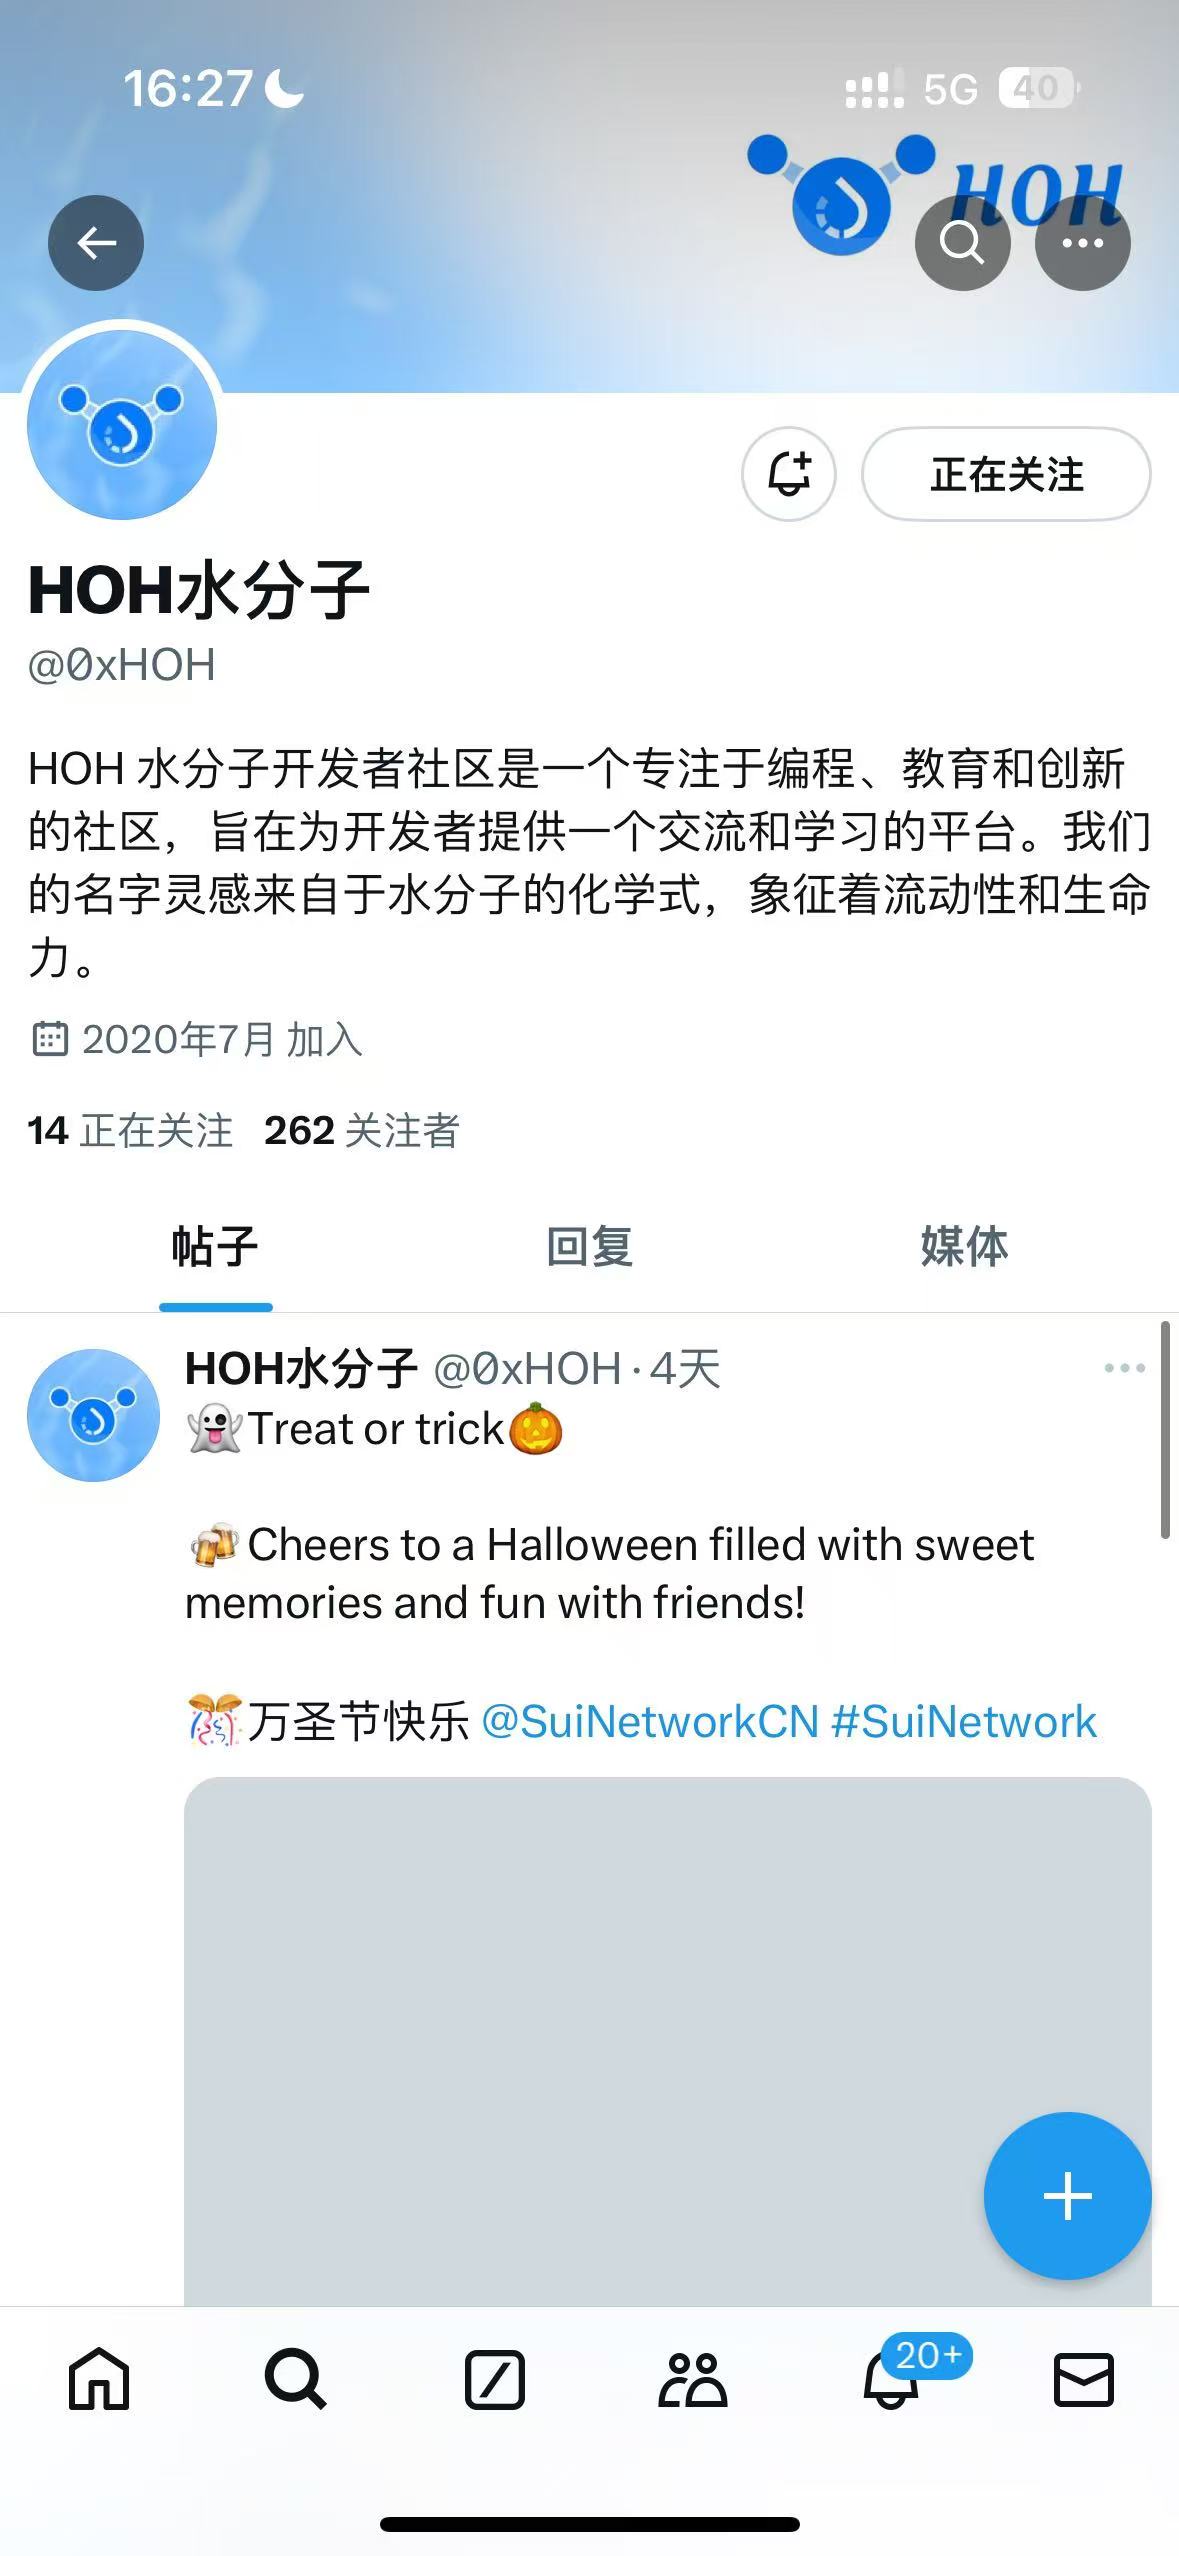 16:27
5G
40
HOH
HOH水分子
@0xHOH
正在关注
HOH 水分子开发者社区是一个专注于编程、教育和创新
的社区，旨在为开发者提供一个交流和学习的平台。我们
的名字灵感来自于水分子的化学式，象征着流动性和生命
力。
2020年7月 加入
14 正在关注 262 关注者
帖子 回复 媒体
HOH水分子 @0xHOH · 4天
👻Treat or trick🎃
🍻Cheers to a Halloween filled with sweet
memories and fun with friends!
🎊万圣节快乐 @SuiNetworkCN #SuiNetwork
20+